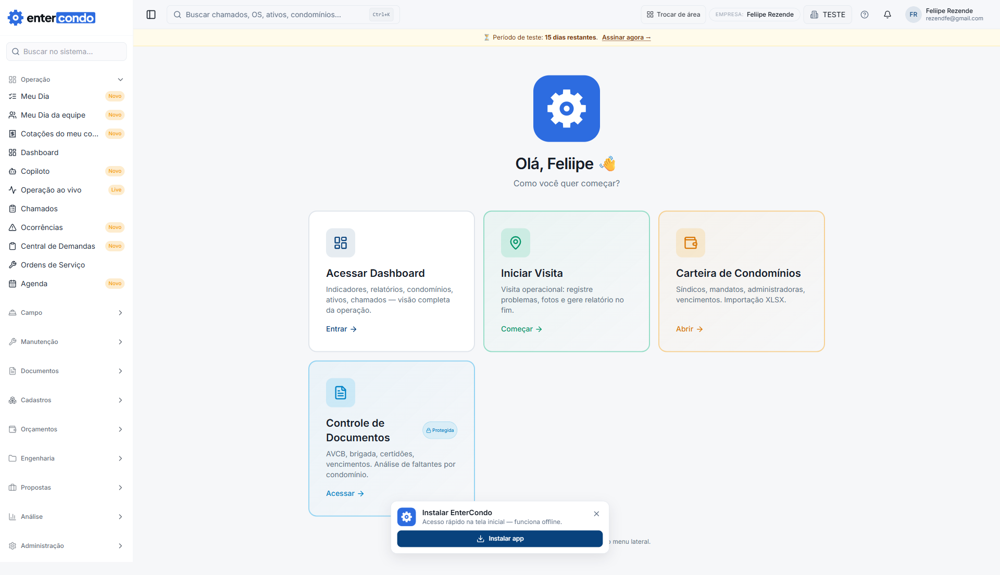 entercondo
Buscar no sistema...
Operação
Meu Dia Novo
Meu Dia da equipe Novo
Cotações do meu co... Novo
Dashboard
Copiloto Novo
Operação ao vivo Live
Chamados
Ocorrências Novo
Central de Demandas Novo
Ordens de Serviço
Agenda Novo
Campo
Manutenção
Documentos
Cadastros
Orçamentos
Engenharia
Propostas
Análise
Administração
Buscar chamados, OS, ativos, condomínios... Ctrl+K
Trocar de área
EMPRESA: Feliipe Rezende
TESTE
FR
Feliipe Rezende
rezendfe@gmail.com
⏳ Período de teste: 15 dias restantes. Assinar agora →
Olá, Feliipe 👋
Como você quer começar?
Acessar Dashboard
Indicadores, relatórios, condomínios,
ativos, chamados — visão completa
da operação.
Entrar →
Iniciar Visita
Visita operacional: registre
problemas, fotos e gere relatório no
fim.
Começar →
Carteira de Condomínios
Síndicos, mandatos, administradoras,
vencimentos. Importação XLSX.
Abrir →
Controle de
Documentos
Protegida
AVCB, brigada, certidões,
vencimentos. Análise de faltantes por
condomínio.
Acessar →
Instalar EnterCondo
Acesso rápido na tela inicial — funciona offline.
Instalar app
menu lateral.